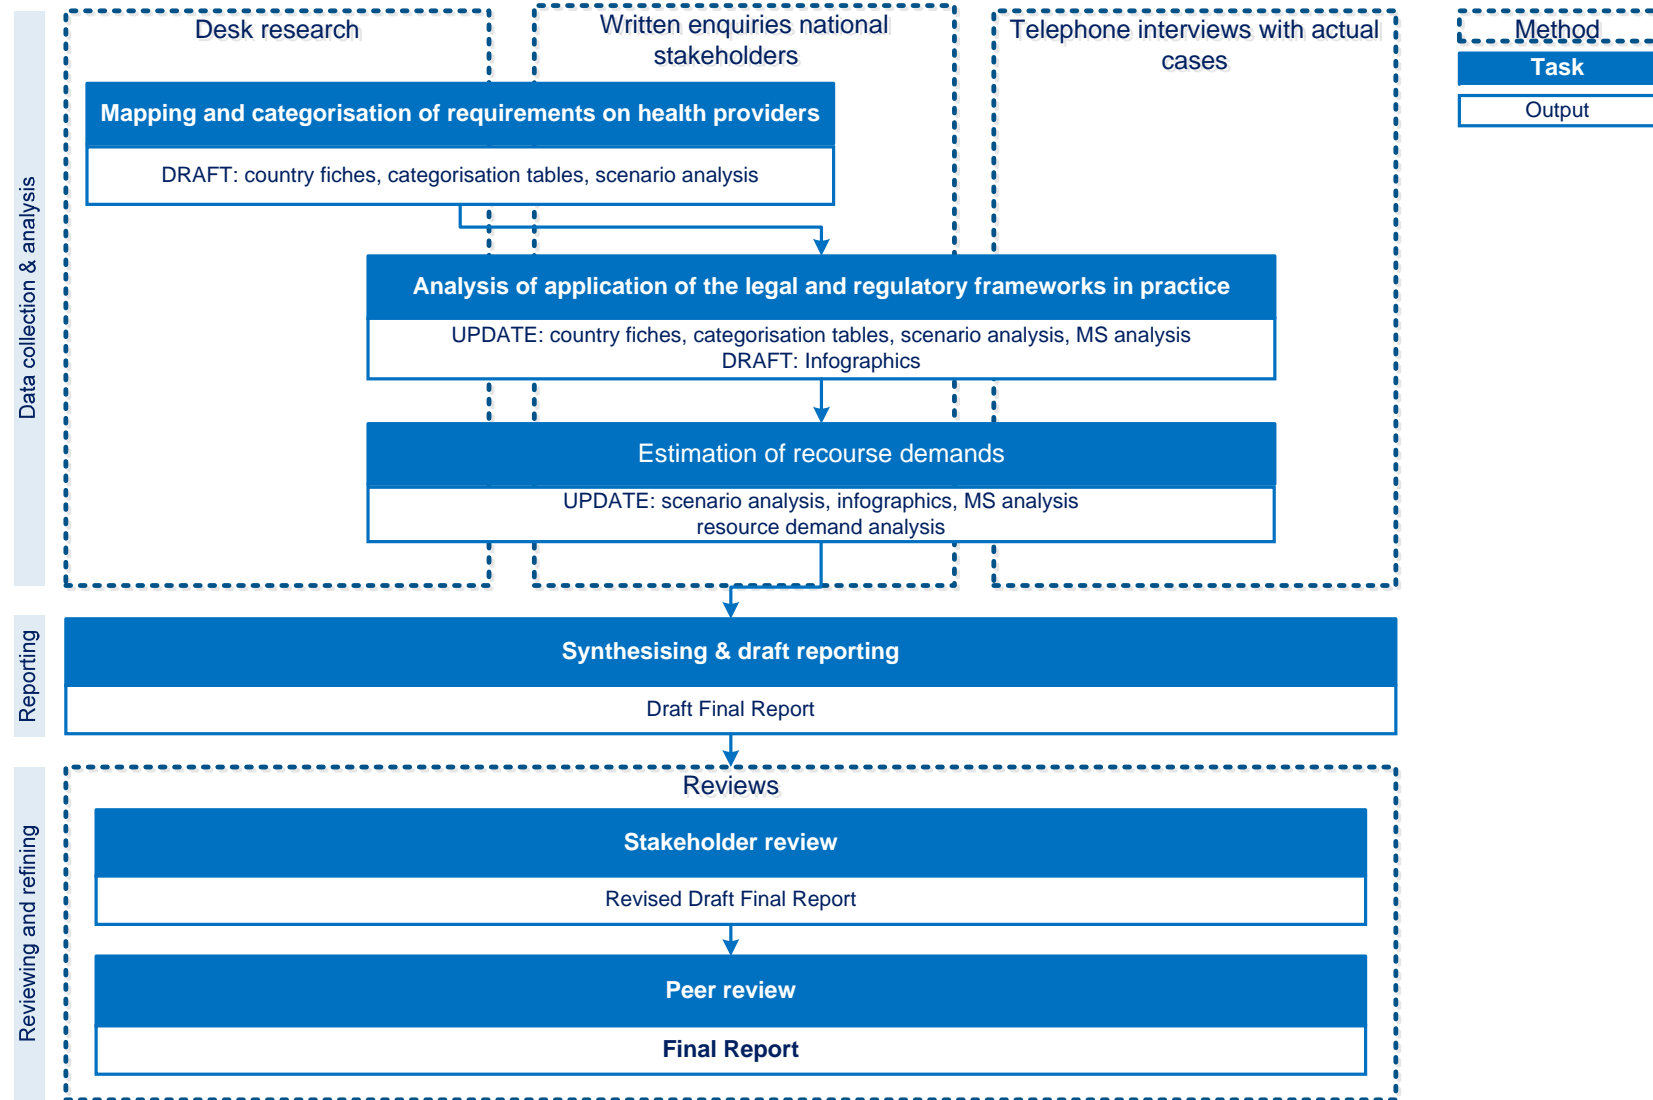 Desk research
Written enquiries national
stakeholders
Telephone interviews with actual
cases
Method
Task
Output
Data collection & analysis
Mapping and categorisation of requirements on health providers
DRAFT: country fiches, categorisation tables, scenario analysis
Analysis of application of the legal and regulatory frameworks in practice
UPDATE: country fiches, categorisation tables, scenario analysis, MS analysis
DRAFT: Infographics
Estimation of recourse demands
UPDATE: scenario analysis, infographics, MS analysis
resource demand analysis
Reporting
Synthesising & draft reporting
Draft Final Report
Reviewing and refining
Reviews
Stakeholder review
Revised Draft Final Report
Peer review
Final Report